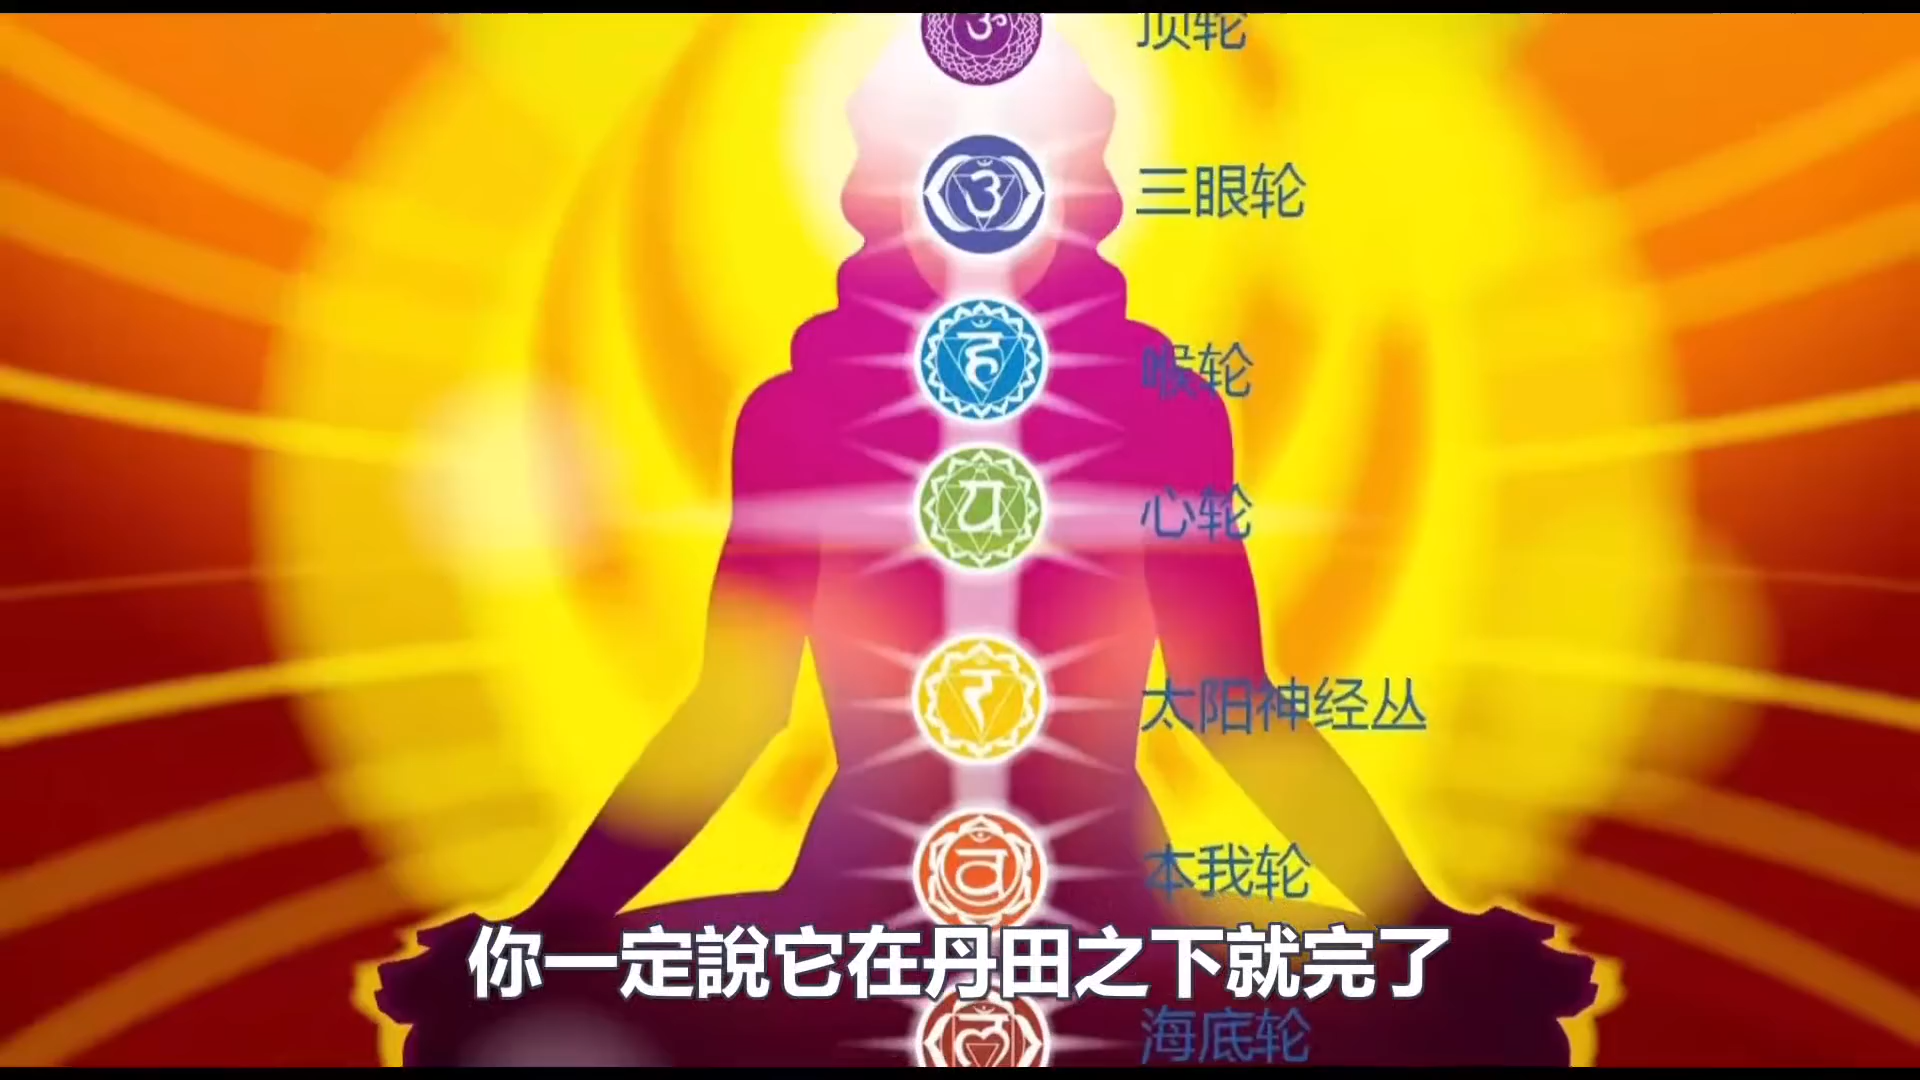 顶轮
三眼轮
喉轮
心轮
太阳神经丛
本我轮
你一定說它在丹田之下就完了
海底轮